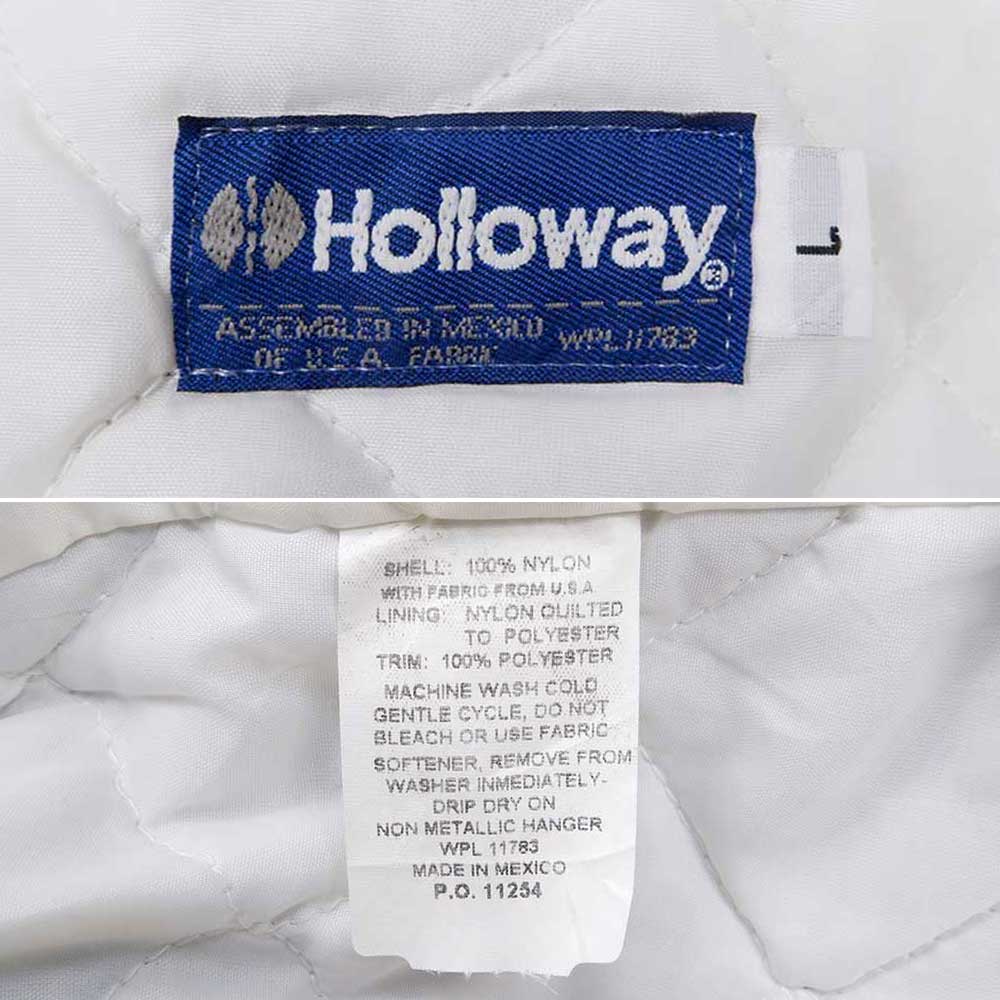 Holloway®
L
ASSEMBLED IN MEXICO WPL 11783
OF U.S.A. FABRIC
SHELL: 100% NYLON
WITH FABRIC FROM U.S.A
LINING: NYLON QUILTED
TO POLYESTER
TRIM: 100% POLYESTER
MACHINE WASH COLD
GENTLE CYCLE, DO NOT
BLEACH OR USE FABRIC
SOFTENER, REMOVE FROM
WASHER INMEDIATELY-
DRIP DRY ON
NON METALLIC HANGER
WPL 11783
MADE IN MEXICO
P.O. 11254